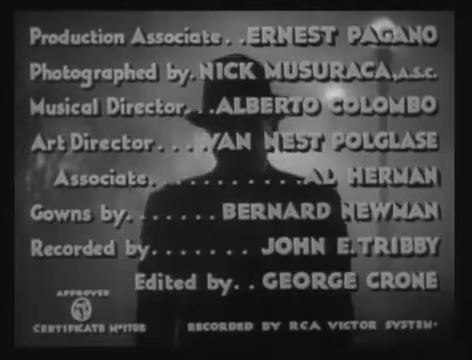 Production Associate..ERNEST PAGANO
Photographed by.NICK MUSURACA,A.S.C.
Musical Director...ALBERTO COLOMBO
Art Director....VAN NEST POLGLASE
Associate............AL HERMAN
Gowns by.......BERNARD NEWMAN
Recorded by.......JOHN E. TRIBBY
Edited by..GEORGE CRONE
APPROVED
CERTIFICATE No 1708
RECORDED BY RCA VICTOR SYSTEM.